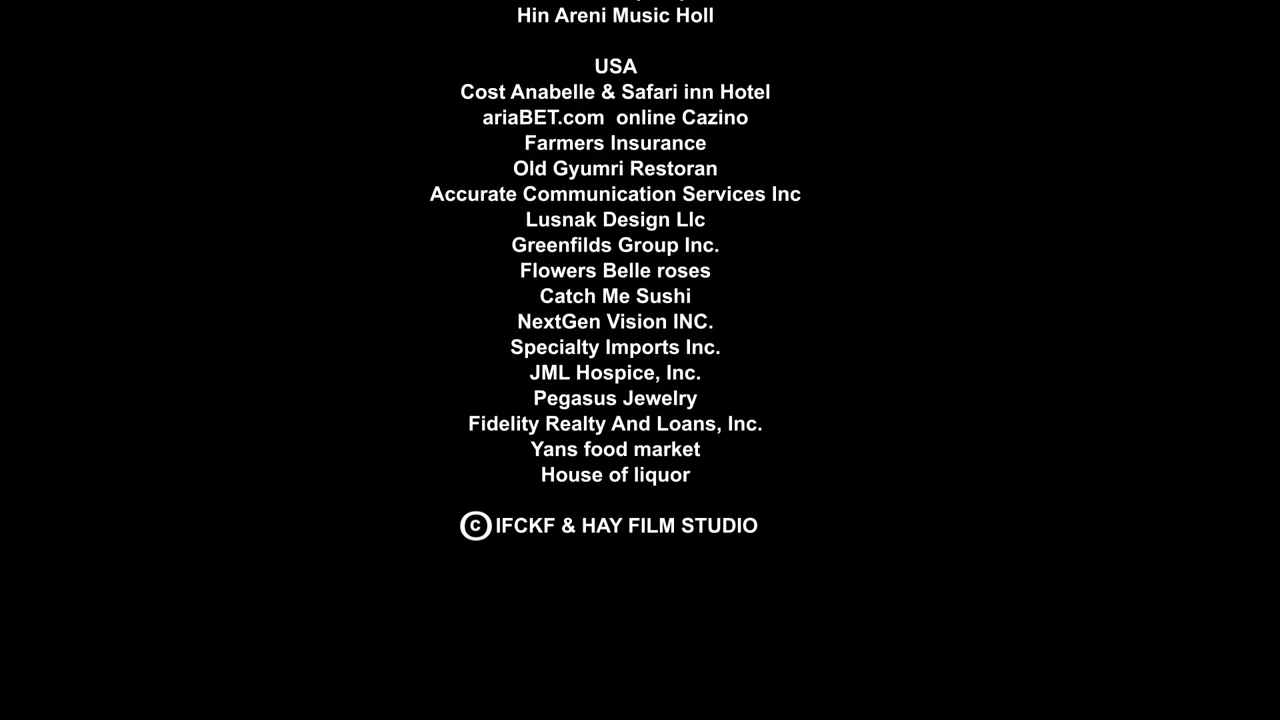 Hin Areni Music Holl
USA
Cost Anabelle & Safari inn Hotel
ariaBET.com  online Cazino
Farmers Insurance
Old Gyumri Restoran
Accurate Communication Services Inc
Lusnak Design Llc
Greenfilds Group Inc.
Flowers Belle roses
Catch Me Sushi
NextGen Vision INC.
Specialty Imports Inc.
JML Hospice, Inc.
Pegasus Jewelry
Fidelity Realty And Loans, Inc.
Yans food market
House of liquor
© IFCKF & HAY FILM STUDIO